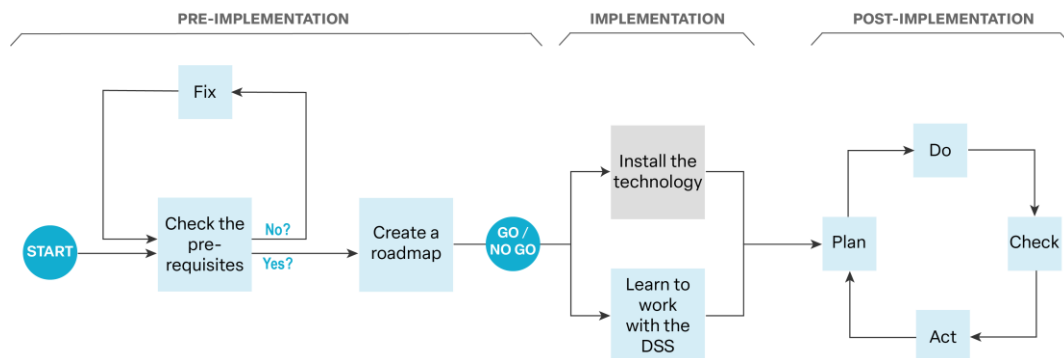 PRE-IMPLEMENTATION
IMPLEMENTATION
POST-IMPLEMENTATION
Fix
START
Check the
pre-
requisites
No?
Yes?
Create a
roadmap
GO /
NO GO
Install the
technology
Learn to
work
with the
DSS
Plan
Do
Check
Act